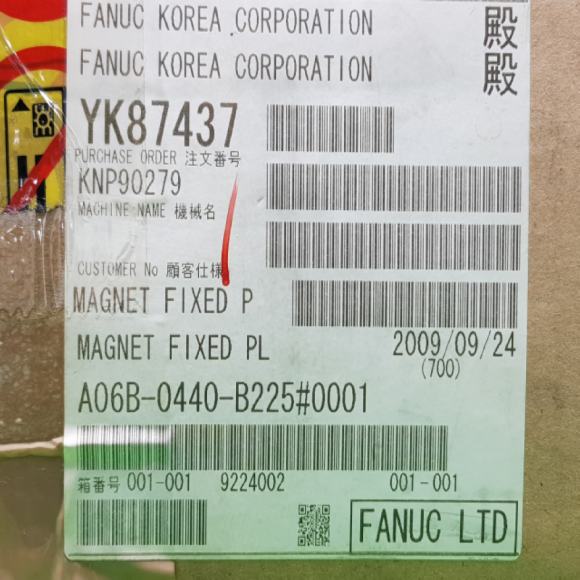 FANUC KOREA CORPORATION 殿
FANUC KOREA CORPORATION 殿
YK87437
PURCHASE ORDER 注文番号
KNP90279
MACHINE NAME 機械名
CUSTOMER No 顧客仕様
MAGNET FIXED P
MAGNET FIXED PL 2009/09/24
(700)
A06B-0440-B225#0001
箱番号 001-001 9224002 001-001
FANUC LTD